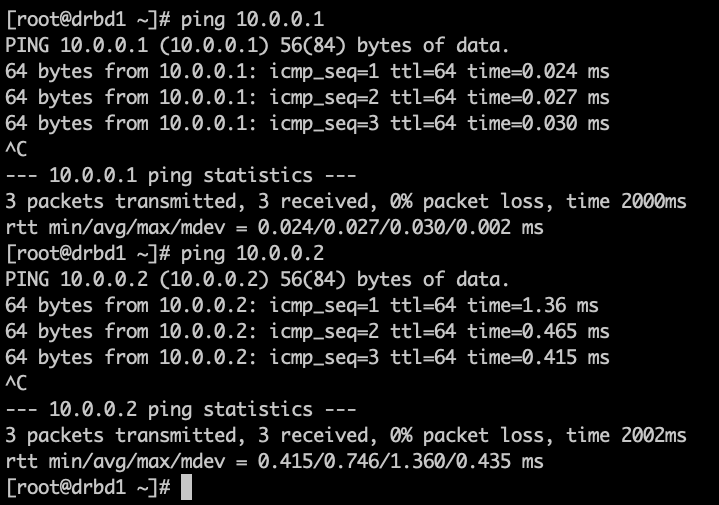 [root@drbd1 ~]# ping 10.0.0.1
PING 10.0.0.1 (10.0.0.1) 56(84) bytes of data.
64 bytes from 10.0.0.1: icmp_seq=1 ttl=64 time=0.024 ms
64 bytes from 10.0.0.1: icmp_seq=2 ttl=64 time=0.027 ms
64 bytes from 10.0.0.1: icmp_seq=3 ttl=64 time=0.030 ms
^C
--- 10.0.0.1 ping statistics ---
3 packets transmitted, 3 received, 0% packet loss, time 2000ms
rtt min/avg/max/mdev = 0.024/0.027/0.030/0.002 ms
[root@drbd1 ~]# ping 10.0.0.2
PING 10.0.0.2 (10.0.0.2) 56(84) bytes of data.
64 bytes from 10.0.0.2: icmp_seq=1 ttl=64 time=1.36 ms
64 bytes from 10.0.0.2: icmp_seq=2 ttl=64 time=0.465 ms
64 bytes from 10.0.0.2: icmp_seq=3 ttl=64 time=0.415 ms
^C
--- 10.0.0.2 ping statistics ---
3 packets transmitted, 3 received, 0% packet loss, time 2002ms
rtt min/avg/max/mdev = 0.415/0.746/1.360/0.435 ms
[root@drbd1 ~]#